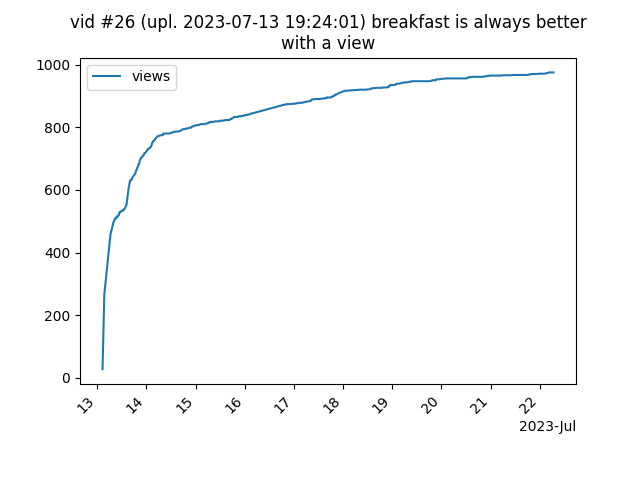 vid #26 (upl. 2023-07-13 19:24:01) breakfast is always better
with a view
views
1000
800
600
400
200
0
13 14 15 16 17 18 19 20 21 22
2023-Jul